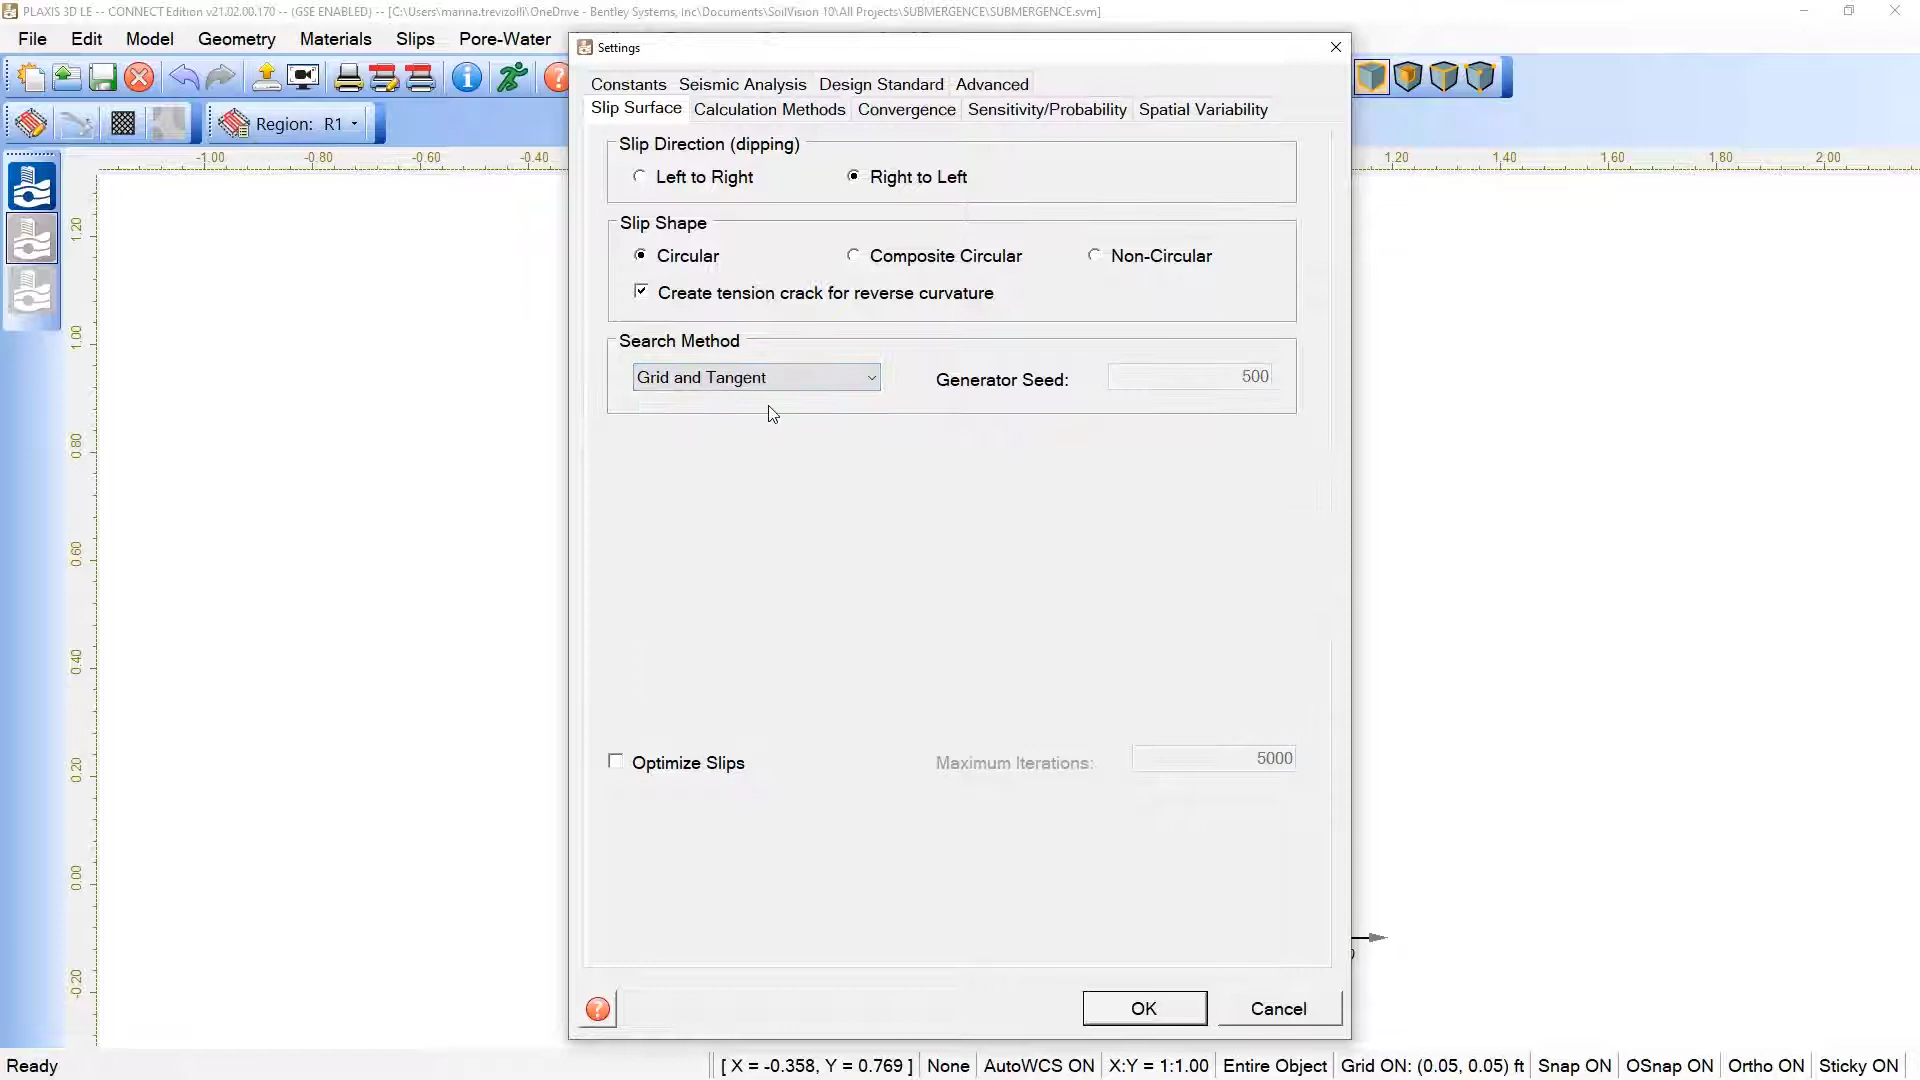 PLAXIS 3D LE -- CONNECT Edition v21.02.00.170 -- (GSE ENABLED) -- [C:\Users\marina.trevizolli\OneDrive - Bentley Systems, Inc\Documents\SoilVision 10\All Projects\SUBMERGENCE\SUBMERGENCE.svm]
File Edit Model Geometry Materials Slips Pore-Water
Settings
Constants Seismic Analysis Design Standard Advanced
Slip Surface Calculation Methods Convergence Sensitivity/Probability Spatial Variability
Region: R1
-1.00 -0.80 -0.60 -0.40 1.20 1.40 1.60 1.80 2.00
1.20
1.00
0.80
0.60
0.40
0.20
0.00
-0.20
Slip Direction (dipping)
Left to Right Right to Left
Slip Shape
Circular Composite Circular Non-Circular
Create tension crack for reverse curvature
Search Method
Grid and Tangent Generator Seed: 500
Optimize Slips Maximum Iterations: 5000
OK Cancel
Ready [ X = -0.358, Y = 0.769 ] None AutoWCS ON X:Y = 1:1.00 Entire Object Grid ON: (0.05, 0.05) ft Snap ON OSnap ON Ortho ON Sticky ON